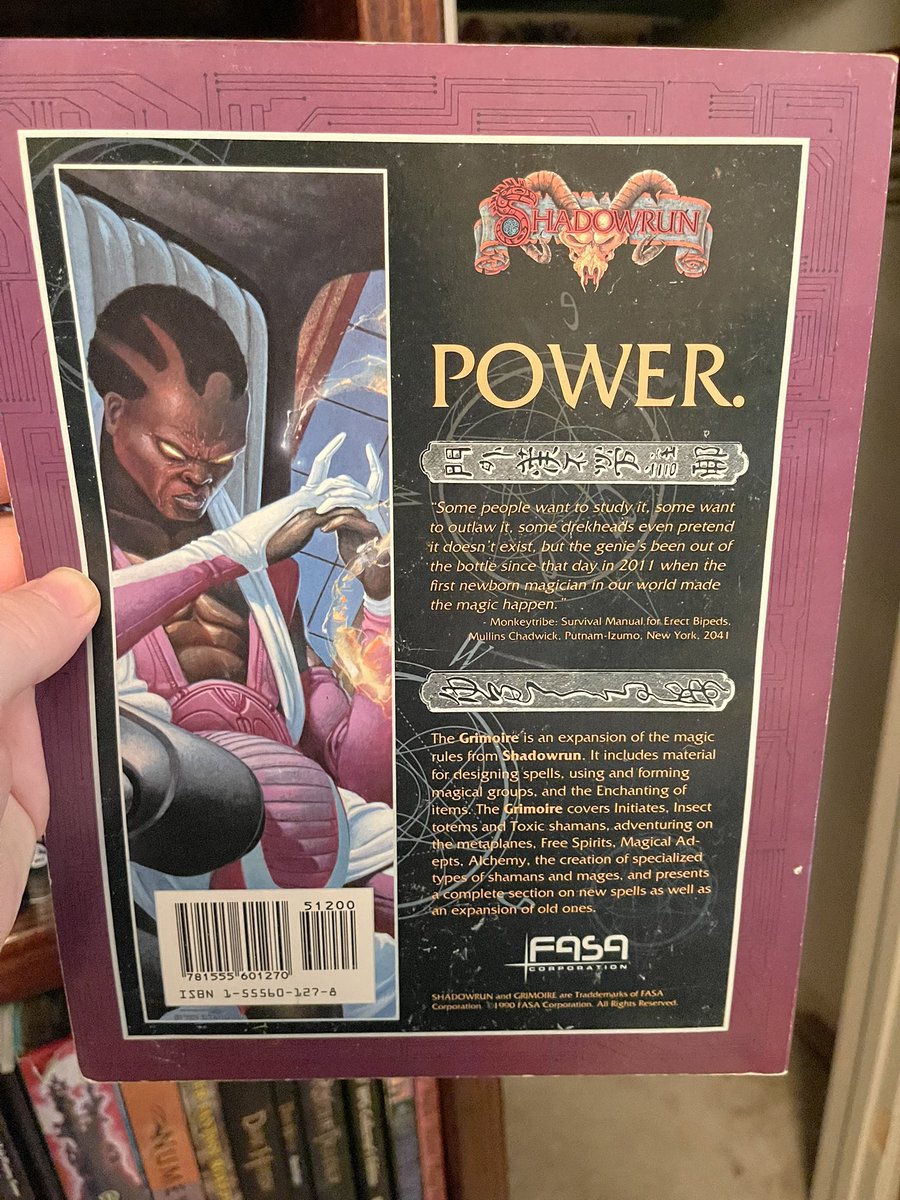 SHADOWRUN
POWER.
門外漢不
"Some people want to study it, some want
to outlaw it, some drekheads even pretend
it doesn't exist, but the genie's been out of
the bottle since that day in 2011 when the
first newborn magician in our world made
the magic happen."
- Monkeytribe: Survival Manual for Erect Bipeds,
Mullins Chadwick, Putnam-Izumo, New York, 2041
The Grimoire is an expansion of the magic
rules from Shadowrun. It includes material
for designing spells, using and forming
magical groups, and the Enchanting of
items. The Grimoire covers Initiates, Insect
totems and Toxic shamans, adventuring on
the metaplanes, Free Spirits, Magical Ad-
epts, Alchemy, the creation of specialized
types of shamans and mages, and presents
a complete section on new spells as well as
an expansion of old ones.
FASA
CORPORATION
SHADOWRUN and GRIMOIRE are Trademarks of FASA
Corporation. ©1990 FASA Corporation. All Rights Reserved.
51200
781555 601270
ISBN 1-55560-127-8
NUME